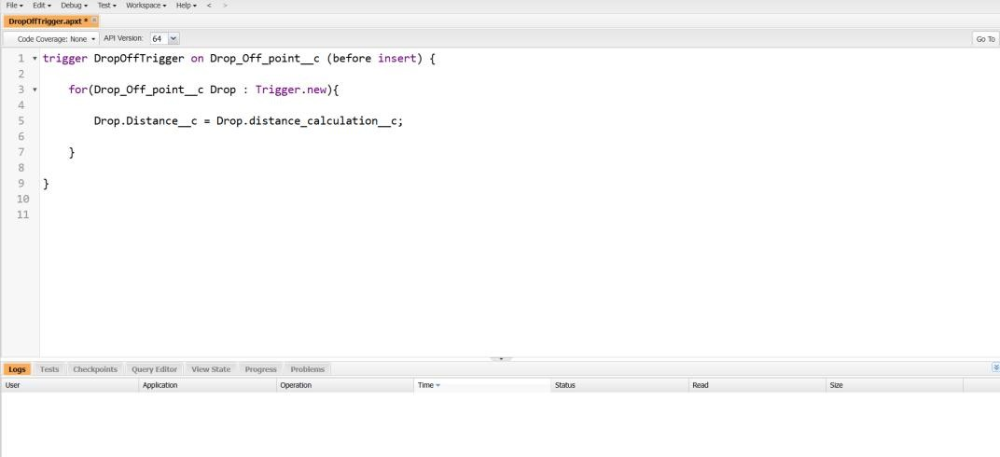 File Edit Debug Test Workspace Help < >
DropOffTrigger.apxt *
Code Coverage: None API Version: 64 Go To
1 trigger DropOffTrigger on Drop_Off_point__c (before insert) {
2
3 for(Drop_Off_point__c Drop : Trigger.new){
4
5 Drop.Distance__c = Drop.distance_calculation__c;
6
7 }
8
9 }
10
11
Logs Tests Checkpoints Query Editor View State Progress Problems
User Application Operation Time Status Read Size